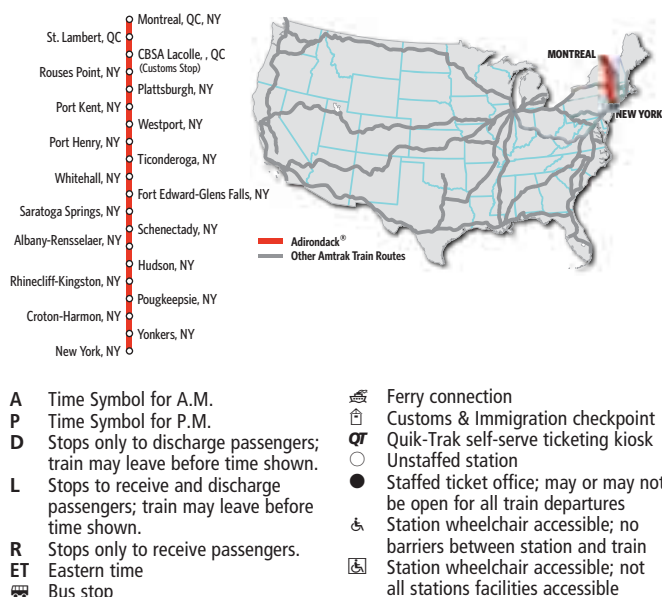 Montreal, QC, NY
St. Lambert, QC
CBSA Lacolle, , QC
(Customs Stop)
Rouses Point, NY
Plattsburgh, NY
Port Kent, NY
Westport, NY
Port Henry, NY
Ticonderoga, NY
Whitehall, NY
Fort Edward-Glens Falls, NY
Saratoga Springs, NY
Schenectady, NY
Albany-Rensselaer, NY
Hudson, NY
Rhinecliff-Kingston, NY
Pougkeepsie, NY
Croton-Harmon, NY
Yonkers, NY
New York, NY
MONTREAL
NEW YORK
Adirondack®
Other Amtrak Train Routes
A Time Symbol for A.M.
P Time Symbol for P.M.
D Stops only to discharge passengers;
train may leave before time shown.
L Stops to receive and discharge
passengers; train may leave before
time shown.
R Stops only to receive passengers.
ET Eastern time
Bus stop
Ferry connection
Customs & Immigration checkpoint
QT Quik-Trak self-serve ticketing kiosk
Unstaffed station
Staffed ticket office; may or may not
be open for all train departures
Station wheelchair accessible; no
barriers between station and train
Station wheelchair accessible; not
all stations facilities accessible